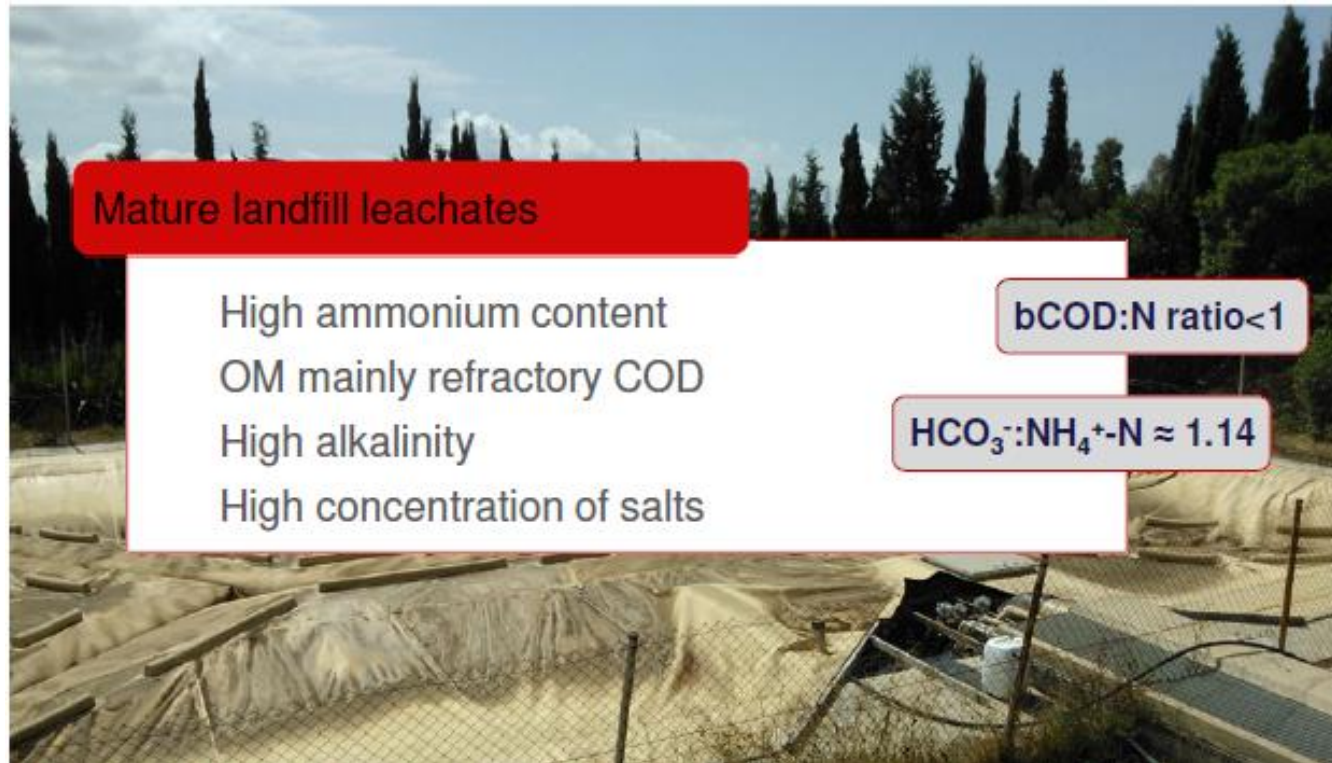 Mature landfill leachates
High ammonium content
bCOD:N ratio<1
OM mainly refractory COD
High alkalinity
HCO₃⁻:NH₄⁺-N ≈ 1.14
High concentration of salts